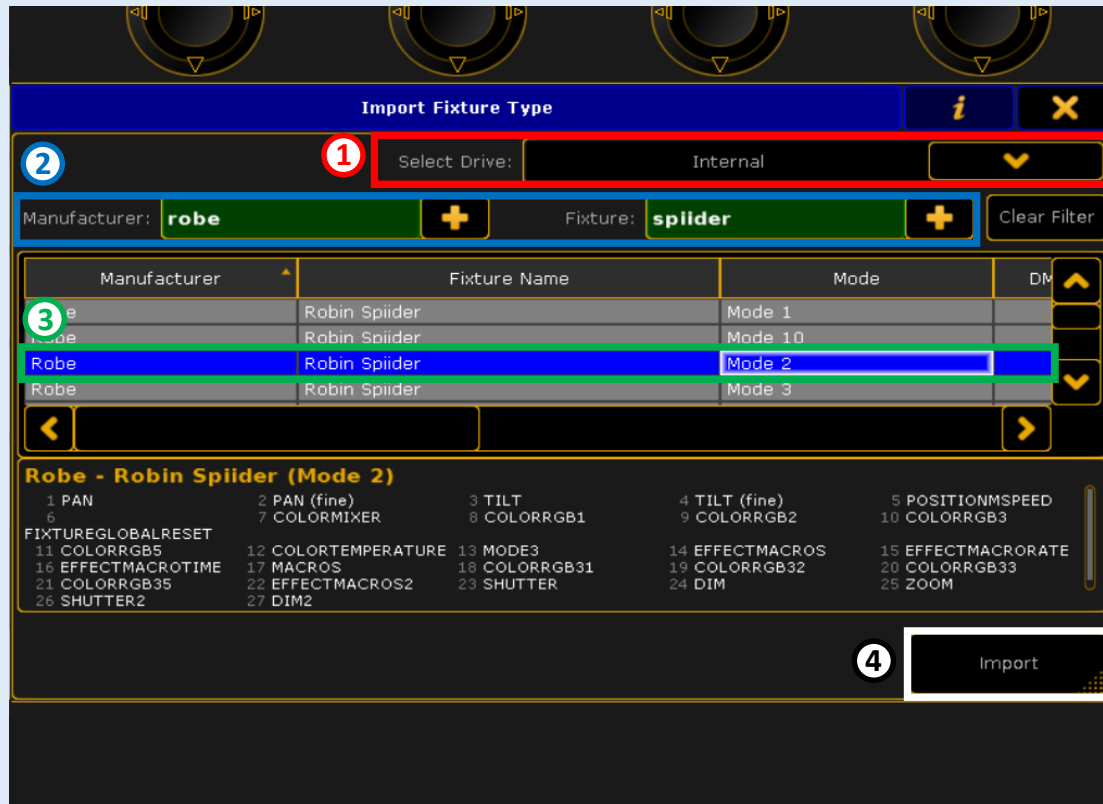 Import Fixture Type
i
2
1
Select Drive: Internal
Manufacturer: robe Fixture: spiider Clear Filter
Manufacturer Fixture Name Mode
3
Robin Spiider Mode 1
Robin Spiider Mode 10
Robe Robin Spiider Mode 2
Robe Robin Spiider Mode 3
Robe - Robin Spiider (Mode 2)
1 PAN 2 PAN (fine) 3 TILT 4 TILT (fine) 5 POSITIONMSPEED
6 7 COLORMIXER 8 COLORRGB1 9 COLORRGB2 10 COLORRGB3
FIXTUREGLOBALRESET
11 COLORRGB5 12 COLORTEMPERATURE 13 MODE3 14 EFFECTMACROS 15 EFFECTMACRORATE
16 EFFECTMACROTIME 17 MACROS 18 COLORRGB31 19 COLORRGB32 20 COLORRGB33
21 COLORRGB35 22 EFFECTMACROS2 23 SHUTTER 24 DIM 25 ZOOM
26 SHUTTER2 27 DIM2
4 Import